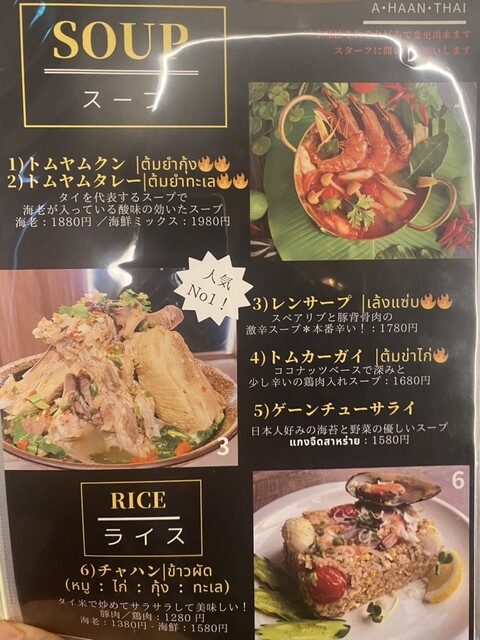 SOUP
スープ
A・HAAN・THAI
変更出来ます
スタッフに
します
1)トムヤムクン |ต้มยำกุ้ง🔥🔥
2)トムヤムタレー|ต้มยำทะเล🔥🔥
タイを代表するスープで
海老が入っている酸味の効いたスープ
海老：1880円 ／海鮮ミックス：1980円
人気
No1！
3)レンサープ |เล้งแซ่บ🔥🔥
スペアリブと豚背骨肉の
激辛スープ＊本番辛い！：1780円
4)トムカーガイ |ต้มข่าไก่🔥
ココナッツベースで深みと
少し辛いの鶏肉入れスープ：1680円
5)ゲーンチューサライ
日本人好みの海苔と野菜の優しいスープ
แกงจืดสาหร่าย：1580円
3
6
RICE
ライス
6)チャハン|ข้าวผัด
(หมู : ไก่ : กุ้ง : ทะเล)
タイ米で炒めてサラサラして美味しい！
豚肉／鶏肉：1280 円
海老：1380円 - 海鮮：1580円